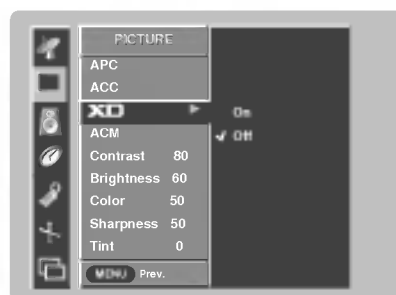 PICTURE
APC
ACC
XD
On
Off
ACM
Contrast 80
Brightness 60
Color 50
Sharpness 50
Tint 0
MENU Prev.